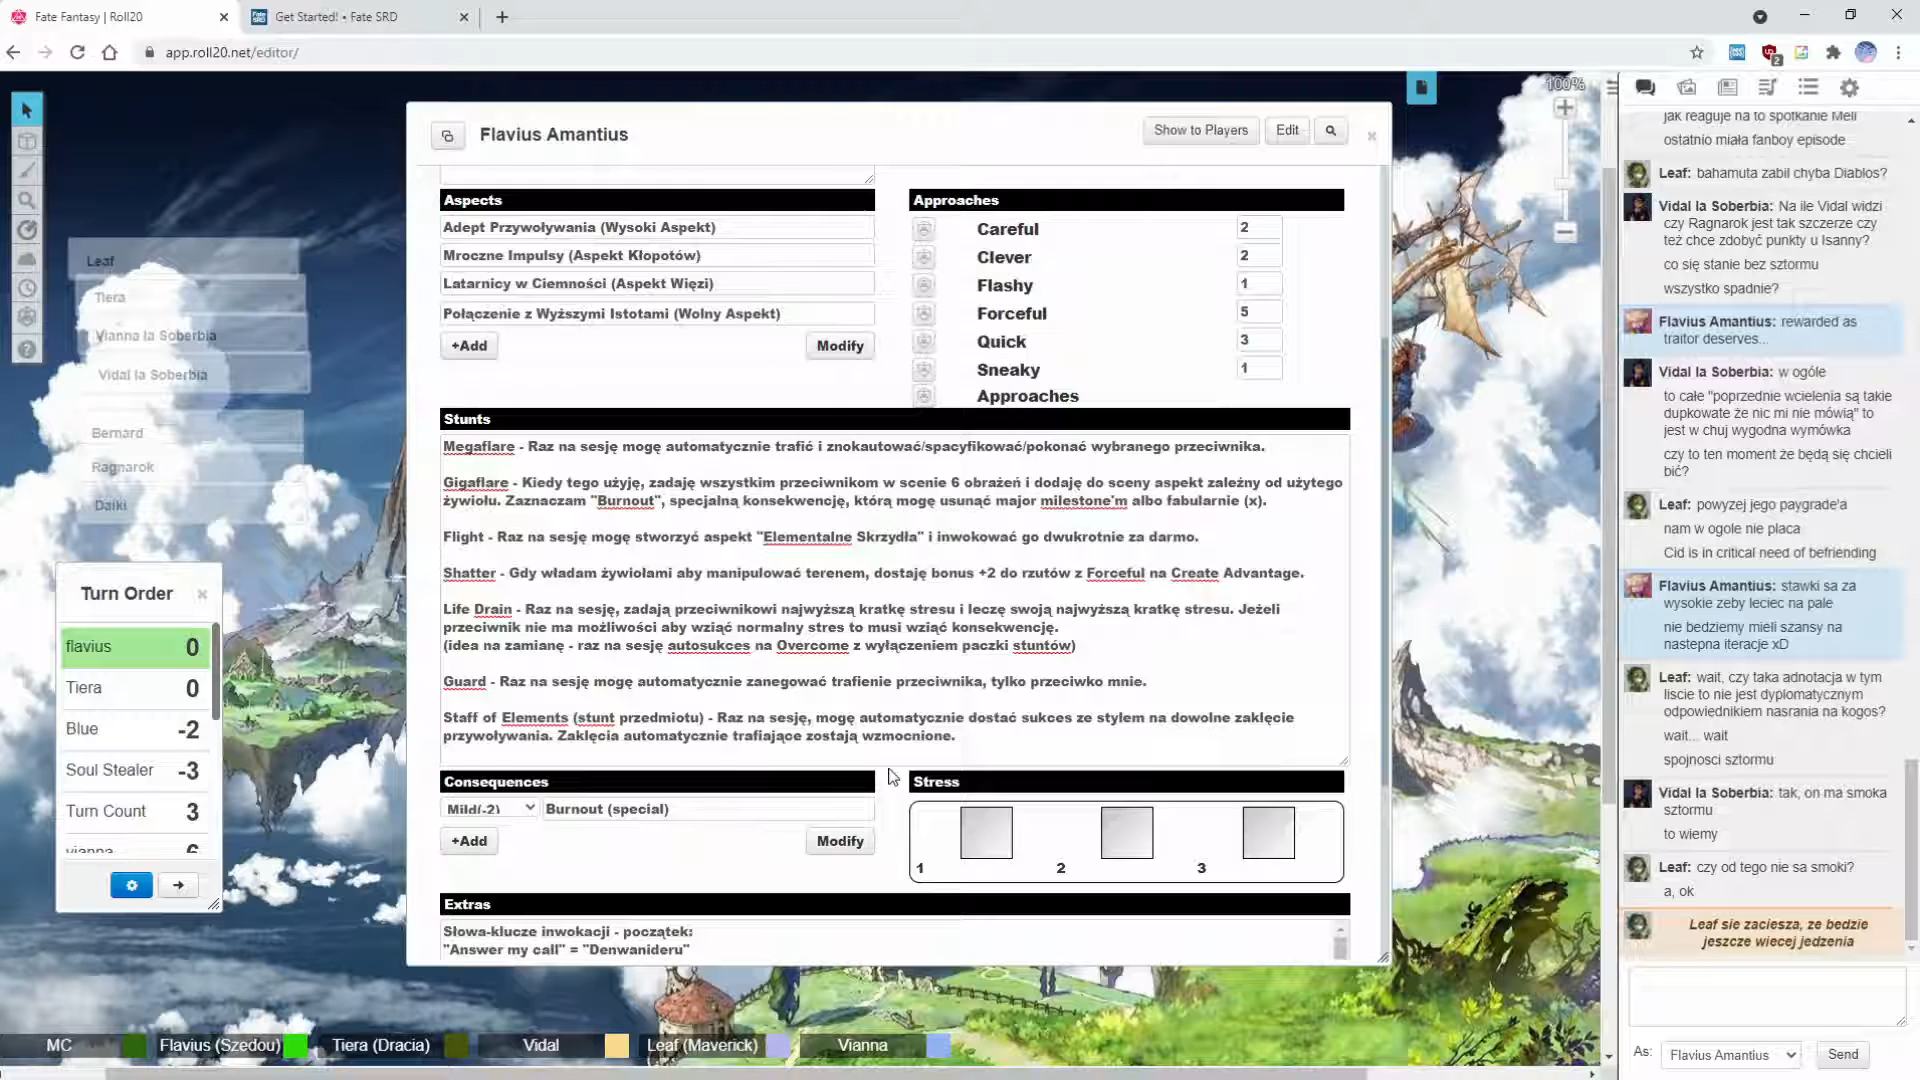 Fate Fantasy | Roll20
Get Started! • Fate SRD
app.roll20.net/editor/
2
100%
Flavius Amantius
Show to Players
Edit
Aspects
Adept Przywoływania (Wysoki Aspekt)
Mroczne Impulsy (Aspekt Kłopotów)
Latarnicy w Ciemności (Aspekt Więzi)
Połączenie z Wyższymi Istotami (Wolny Aspekt)
+Add
Modify
Approaches
Careful 2
Clever 2
Flashy 1
Forceful 5
Quick 3
Sneaky 1
Approaches
Stunts
Megaflare - Raz na sesję mogę automatycznie trafić i znokautować/spacyfikować/pokonać wybranego przeciwnika.
Gigaflare - Kiedy tego użyję, zadaję wszystkim przeciwnikom w scenie 6 obrażeń i dodaję do sceny aspekt zależny od użytego
żywiołu. Zaznaczam "Burnout", specjalną konsekwencję, którą mogę usunąć major milestone'm albo fabularnie (x).
Flight - Raz na sesję mogę stworzyć aspekt "Elementalne Skrzydła" i inwokować go dwukrotnie za darmo.
Shatter - Gdy władam żywiołami aby manipulować terenem, dostaję bonus +2 do rzutów z Forceful na Create Advantage.
Life Drain - Raz na sesję, zadają przeciwnikowi najwyższą kratkę stresu i leczę swoją najwyższą kratkę stresu. Jeżeli
przeciwnik nie ma możliwości aby wziąć normalny stres to musi wziąć konsekwencję.
(idea na zamianę - raz na sesję autosukces na Overcome z wyłączeniem paczki stuntów)
Guard - Raz na sesję mogę automatycznie zanegować trafienie przeciwnika, tylko przeciwko mnie.
Staff of Elements (stunt przedmiotu) - Raz na sesję, mogę automatycznie dostać sukces ze stylem na dowolne zaklęcie
przywoływania. Zaklęcia automatycznie trafiające zostają wzmocnione.
Consequences
Mild(-2)
Burnout (special)
+Add
Modify
Stress
1
2
3
Extras
Słowa-klucze inwokacji - początek:
"Answer my call" = "Denwanideru"
Leaf
Tiera
Vianna la Soberbia
Vidal la Soberbia
Bernard
Ragnarok
Daiki
Turn Order
flavius 0
Tiera 0
Blue -2
Soul Stealer -3
Turn Count 3
vianna 6
MC
Flavius (Szedou)
Tiera (Dracia)
Vidal
Leaf (Maverick)
Vianna
jak reaguje na to spotkanie Meli
ostatnio miała fanboy episode
Leaf: bahamuta zabil chyba Diablos?
Vidal la Soberbia: Na ile Vidal widzi
czy Ragnarok jest tak szczerze czy
też chce zdobyć punkty u Isanny?
co się stanie bez sztormu
wszystko spadnie?
Flavius Amantius: rewarded as
traitor deserves...
Vidal la Soberbia: w ogóle
to całe "poprzednie wcielenia są takie
dupkowate że nic mi nie mówią" to
jest w chuj wygodna wymówka
czy to ten moment że będą się chcieli
bić?
Leaf: powyzej jego paygrade'a
nam w ogole nie placa
Cid is in critical need of befriending
Flavius Amantius: stawki sa za
wysokie zeby leciec na pale
nie bedziemy mieli szansy na
nastepna iteracje xD
Leaf: wait, czy taka adnotacja w tym
liscie to nie jest dyplomatycznym
odpowiednikiem nasrania na kogos?
wait... wait
spojnosci sztormu
Vidal la Soberbia: tak, on ma smoka
sztormu
to wiemy
Leaf: czy od tego nie sa smoki?
a, ok
Leaf sie zaciesza, ze bedzie
jeszcze wiecej jedzenia
As:
Flavius Amantius
Send